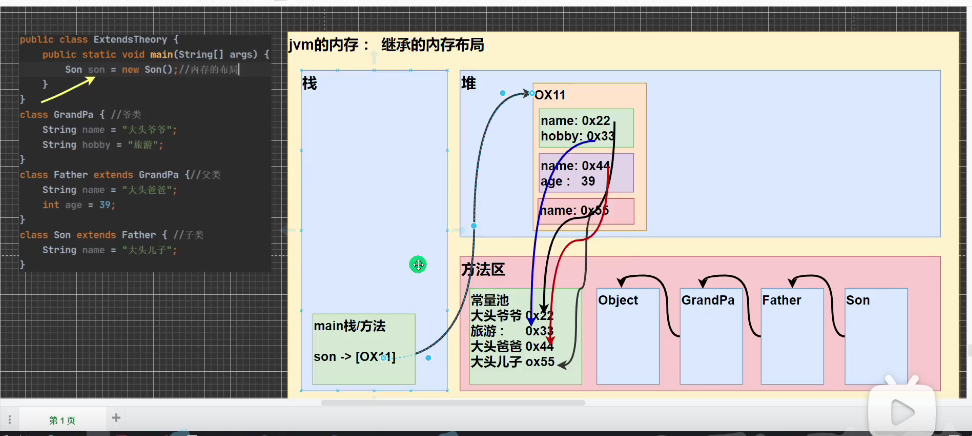 public class ExtendsTheory {
public static void main(String[] args) {
Son son = new Son();//内存的布局
}
}
class GrandPa { //爷类
String name = "大头爷爷";
String hobby = "旅游";
}
class Father extends GrandPa {//父类
String name = "大头爸爸";
int age = 39;
}
class Son extends Father { //子类
String name = "大头儿子";
}
jvm的内存： 继承的内存布局
栈
main栈/方法
son -> [OX11]
堆
OX11
name: 0x22
hobby: 0x33
name: 0x44
age： 39
name: 0x55
方法区
常量池
大头爷爷 0x22
旅游： 0x33
大头爸爸 0x44
大头儿子 0x55
Object
GrandPa
Father
Son
第 1 页